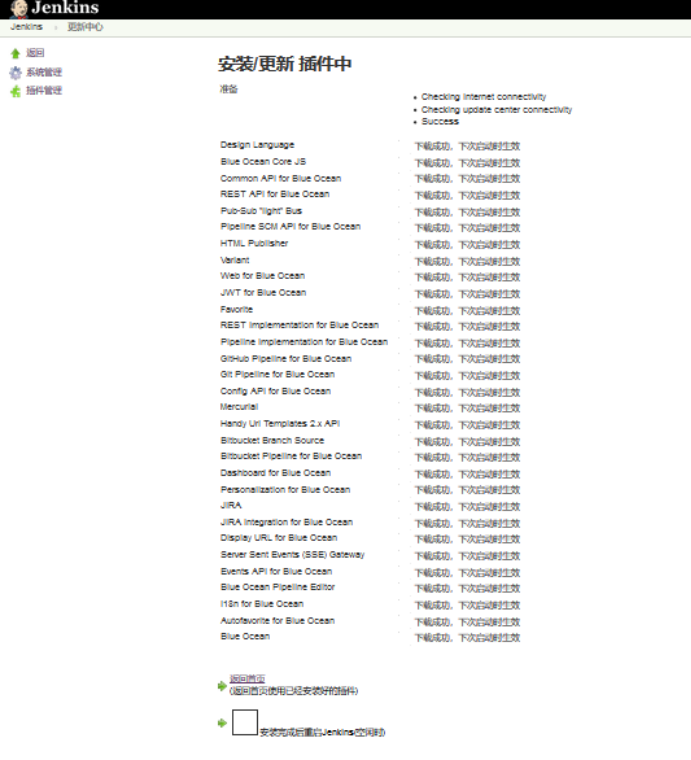 Jenkins
Jenkins 更新中心
返回
系统管理
插件管理
安装/更新 插件中
准备
Checking Internet connectivity
Checking update center connectivity
Success
Design Language 下载成功，下次启动时生效
Blue Ocean Core JS 下载成功，下次启动时生效
Common API for Blue Ocean 下载成功，下次启动时生效
REST API for Blue Ocean 下载成功，下次启动时生效
Pub-Sub "light" Bus 下载成功，下次启动时生效
Pipeline SCM API for Blue Ocean 下载成功，下次启动时生效
HTML Publisher 下载成功，下次启动时生效
Variant 下载成功，下次启动时生效
Web for Blue Ocean 下载成功，下次启动时生效
JWT for Blue Ocean 下载成功，下次启动时生效
Favorite 下载成功，下次启动时生效
REST Implementation for Blue Ocean 下载成功，下次启动时生效
Pipeline implementation for Blue Ocean 下载成功，下次启动时生效
GitHub Pipeline for Blue Ocean 下载成功，下次启动时生效
Git Pipeline for Blue Ocean 下载成功，下次启动时生效
Config API for Blue Ocean 下载成功，下次启动时生效
Mercurial 下载成功，下次启动时生效
Handy Uri Templates 2.x API 下载成功，下次启动时生效
Bitbucket Branch Source 下载成功，下次启动时生效
Bitbucket Pipeline for Blue Ocean 下载成功，下次启动时生效
Dashboard for Blue Ocean 下载成功，下次启动时生效
Personalization for Blue Ocean 下载成功，下次启动时生效
JIRA 下载成功，下次启动时生效
JIRA Integration for Blue Ocean 下载成功，下次启动时生效
Display URL for Blue Ocean 下载成功，下次启动时生效
Server Sent Events (SSE) Gateway 下载成功，下次启动时生效
Events API for Blue Ocean 下载成功，下次启动时生效
Blue Ocean Pipeline Editor 下载成功，下次启动时生效
i18n for Blue Ocean 下载成功，下次启动时生效
Autofavorite for Blue Ocean 下载成功，下次启动时生效
Blue Ocean 下载成功，下次启动时生效
返回首页
(返回首页使用已经安装好的插件)
安装完成后重启Jenkins(空闲时)